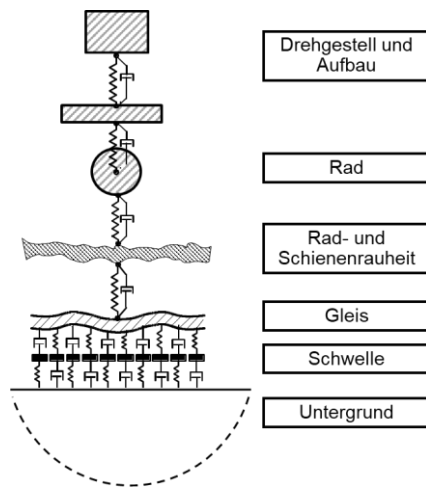 Drehgestell und
Aufbau
Rad
Rad- und
Schienenrauheit
Gleis
Schwelle
Untergrund